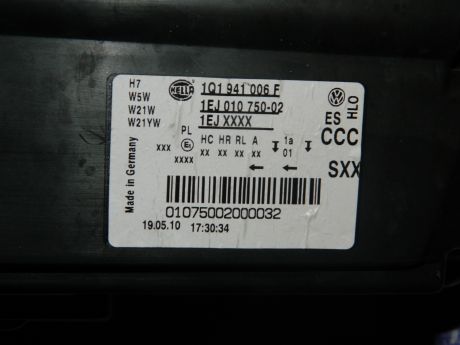 H7
W5W
W21W
W21YW
HELLA
1Q1 941 006 F
1EJ 010 750-02
1EJ XXXX
PL
HC HR RL A
1a
xxx
xx xx xx xx
01
ES
HLO
CCC
SXX
Made in Germany
01075002000032
19.05.10 17:30:34